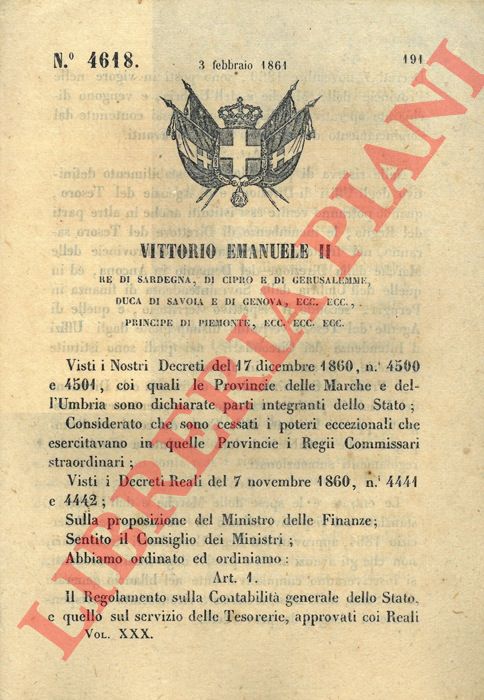 N.º 4618.
3 febbraio 1861
191
VITTORIO EMANUELE II
RE DI SARDEGNA, DI CIPRO E DI GERUSALEMME,
DUCA DI SAVOIA E DI GENOVA, ECC. ECC.,
PRINCIPE DI PIEMONTE, ECC. ECC. ECC.
Visti i Nostri Decreti del 17 dicembre 1860, n.i 4500
e 4501, coi quali le Provincie delle Marche e del-
l'Umbria sono dichiarate parti integranti dello Stato;
Considerato che sono cessati i poteri eccezionali che
esercitavano in quelle Provincie i Regii Commissari
straordinari;
Visti i Decreti Reali del 7 novembre 1860, n.i 4441
e 4442;
Sulla proposizione del Ministro delle Finanze;
Sentito il Consiglio dei Ministri;
Abbiamo ordinato ed ordiniamo:
Art. 1.
Il Regolamento sulla Contabilità generale dello Stato,
e quello sul servizio delle Tesorerie, approvati coi Reali
VOL. XXX.
LIBRERIA PIANI